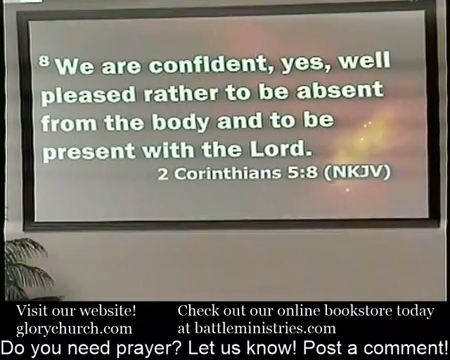 8 We are confident, yes, well
pleased rather to be absent
from the body and to be
present with the Lord.
2 Corinthians 5:8 (NKJV)
Visit our website! Check out our online bookstore today
glorychurch.com at battleministries.com
Do you need prayer? Let us know! Post a comment!